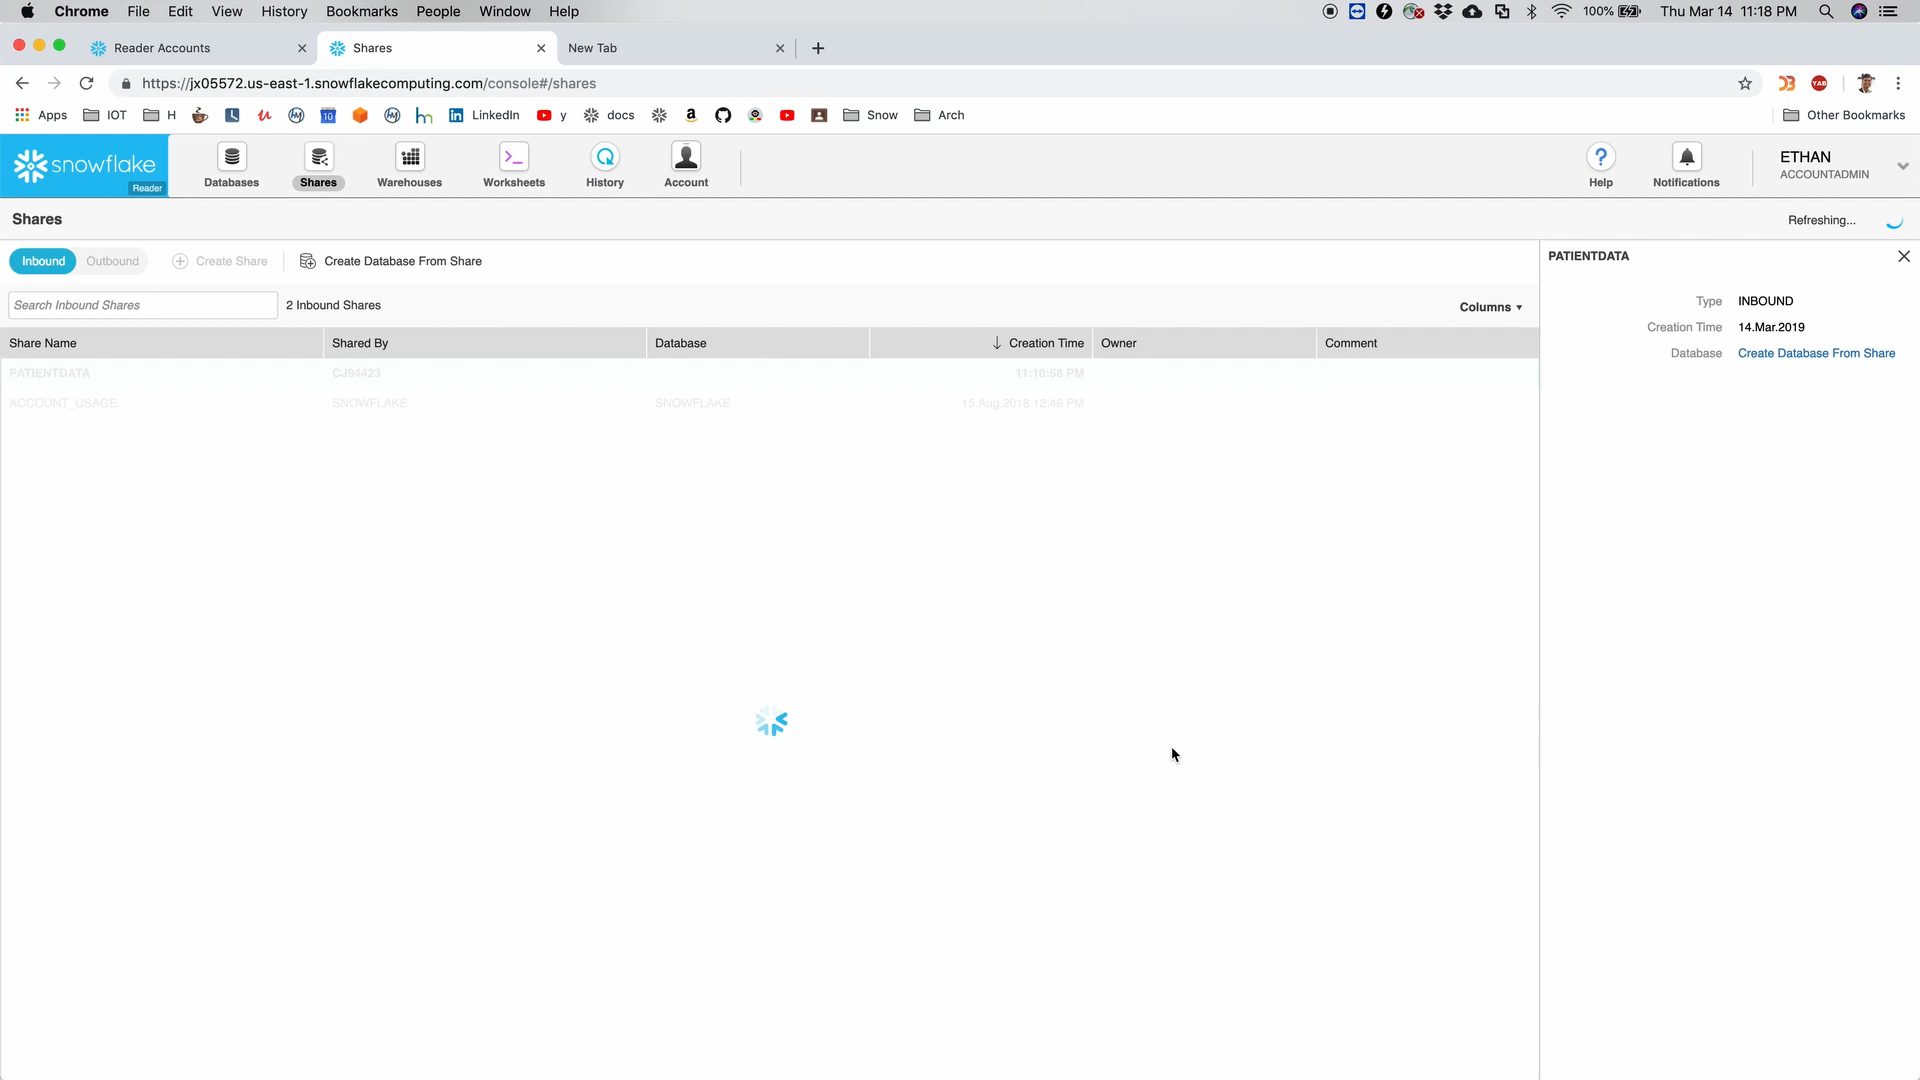 Chrome File Edit View History Bookmarks People Window Help 100% Thu Mar 14 11:18 PM
Reader Accounts Shares New Tab
https://jx05572.us-east-1.snowflakecomputing.com/console#/shares YAB
Apps IOT H 10 LinkedIn y docs Snow Arch Other Bookmarks
snowflake Reader
Databases Shares Warehouses Worksheets History Account Help Notifications
ETHAN
ACCOUNTADMIN
Shares Refreshing...
Inbound Outbound Create Share Create Database From Share
Search Inbound Shares 2 Inbound Shares Columns
Share Name Shared By Database Creation Time Owner Comment
PATIENTDATA CJ94423 11:10:58 PM
ACCOUNT_USAGE SNOWFLAKE SNOWFLAKE 15.Aug.2018 12:46 PM
PATIENTDATA
Type INBOUND
Creation Time 14.Mar.2019
Database Create Database From Share